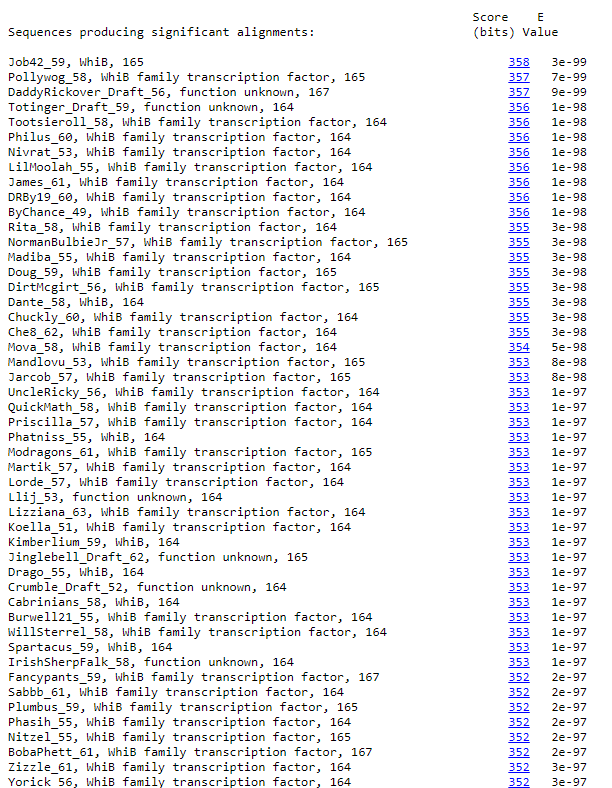 Score E
Sequences producing significant alignments: (bits) Value
Job42_59, WhiB, 165 358 3e-99
Pollywog_58, WhiB family transcription factor, 165 357 7e-99
DaddyRickover_Draft_56, function unknown, 167 357 9e-99
Totinger_Draft_59, function unknown, 164 356 1e-98
Tootsieroll_58, WhiB family transcription factor, 164 356 1e-98
Philus_60, WhiB family transcription factor, 164 356 1e-98
Nivrat_53, WhiB family transcription factor, 164 356 1e-98
LilMoolah_55, WhiB family transcription factor, 164 356 1e-98
James_61, WhiB family transcription factor, 164 356 1e-98
DRBy19_60, WhiB family transcription factor, 164 356 1e-98
ByChance_49, WhiB family transcription factor, 164 356 1e-98
Rita_58, WhiB family transcription factor, 164 355 3e-98
NormanBulbieJr_57, WhiB family transcription factor, 165 355 3e-98
Madiba_55, WhiB family transcription factor, 164 355 3e-98
Doug_59, WhiB family transcription factor, 165 355 3e-98
DirtMcgirt_56, WhiB family transcription factor, 165 355 3e-98
Dante_58, WhiB, 164 355 3e-98
Chuckly_60, WhiB family transcription factor, 164 355 3e-98
Che8_62, WhiB family transcription factor, 164 355 3e-98
Mova_58, WhiB family transcription factor, 164 354 5e-98
Mandlovu_53, WhiB family transcription factor, 165 353 8e-98
Jarcob_57, WhiB family transcription factor, 165 353 8e-98
UncleRicky_56, WhiB family transcription factor, 164 353 1e-97
QuickMath_58, WhiB family transcription factor, 164 353 1e-97
Priscilla_57, WhiB family transcription factor, 164 353 1e-97
Phatniss_55, WhiB, 164 353 1e-97
Modragons_61, WhiB family transcription factor, 165 353 1e-97
Martik_57, WhiB family transcription factor, 164 353 1e-97
Lorde_57, WhiB family transcription factor, 164 353 1e-97
Llij_53, function unknown, 164 353 1e-97
Lizziana_63, WhiB family transcription factor, 164 353 1e-97
Koella_51, WhiB family transcription factor, 164 353 1e-97
Kimberlium_59, WhiB, 164 353 1e-97
Jinglebell_Draft_62, function unknown, 165 353 1e-97
Drago_55, WhiB, 164 353 1e-97
Crumble_Draft_52, function unknown, 164 353 1e-97
Cabrinians_58, WhiB, 164 353 1e-97
Burwell21_55, WhiB family transcription factor, 164 353 1e-97
WillSterrel_58, WhiB family transcription factor, 164 353 1e-97
Spartacus_59, WhiB, 164 353 1e-97
IrishSherpFalk_58, function unknown, 164 353 1e-97
Fancypants_59, WhiB family transcription factor, 167 352 2e-97
Sabbb_61, WhiB family transcription factor, 164 352 2e-97
Plumbus_59, WhiB family transcription factor, 165 352 2e-97
Phasih_55, WhiB family transcription factor, 164 352 2e-97
Nitzel_55, WhiB family transcription factor, 165 352 2e-97
BobaPhett_61, WhiB family transcription factor, 167 352 2e-97
Zizzle_61, WhiB family transcription factor, 164 352 3e-97
Yorick_56, WhiB family transcription factor, 164 352 3e-97